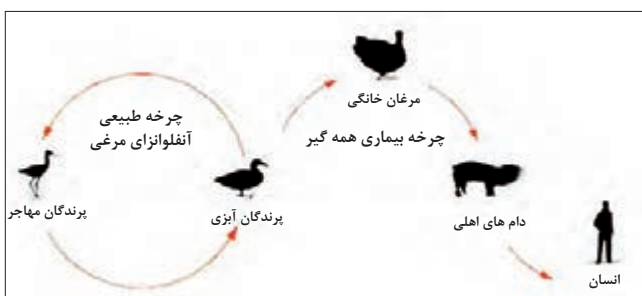 مرغان خانگی
چرخه طبیعی
آنفلوانزای مرغی
چرخه بیماری همه گیر
پرندگان مهاجر
پرندگان آبزی
دام های اهلی
انسان